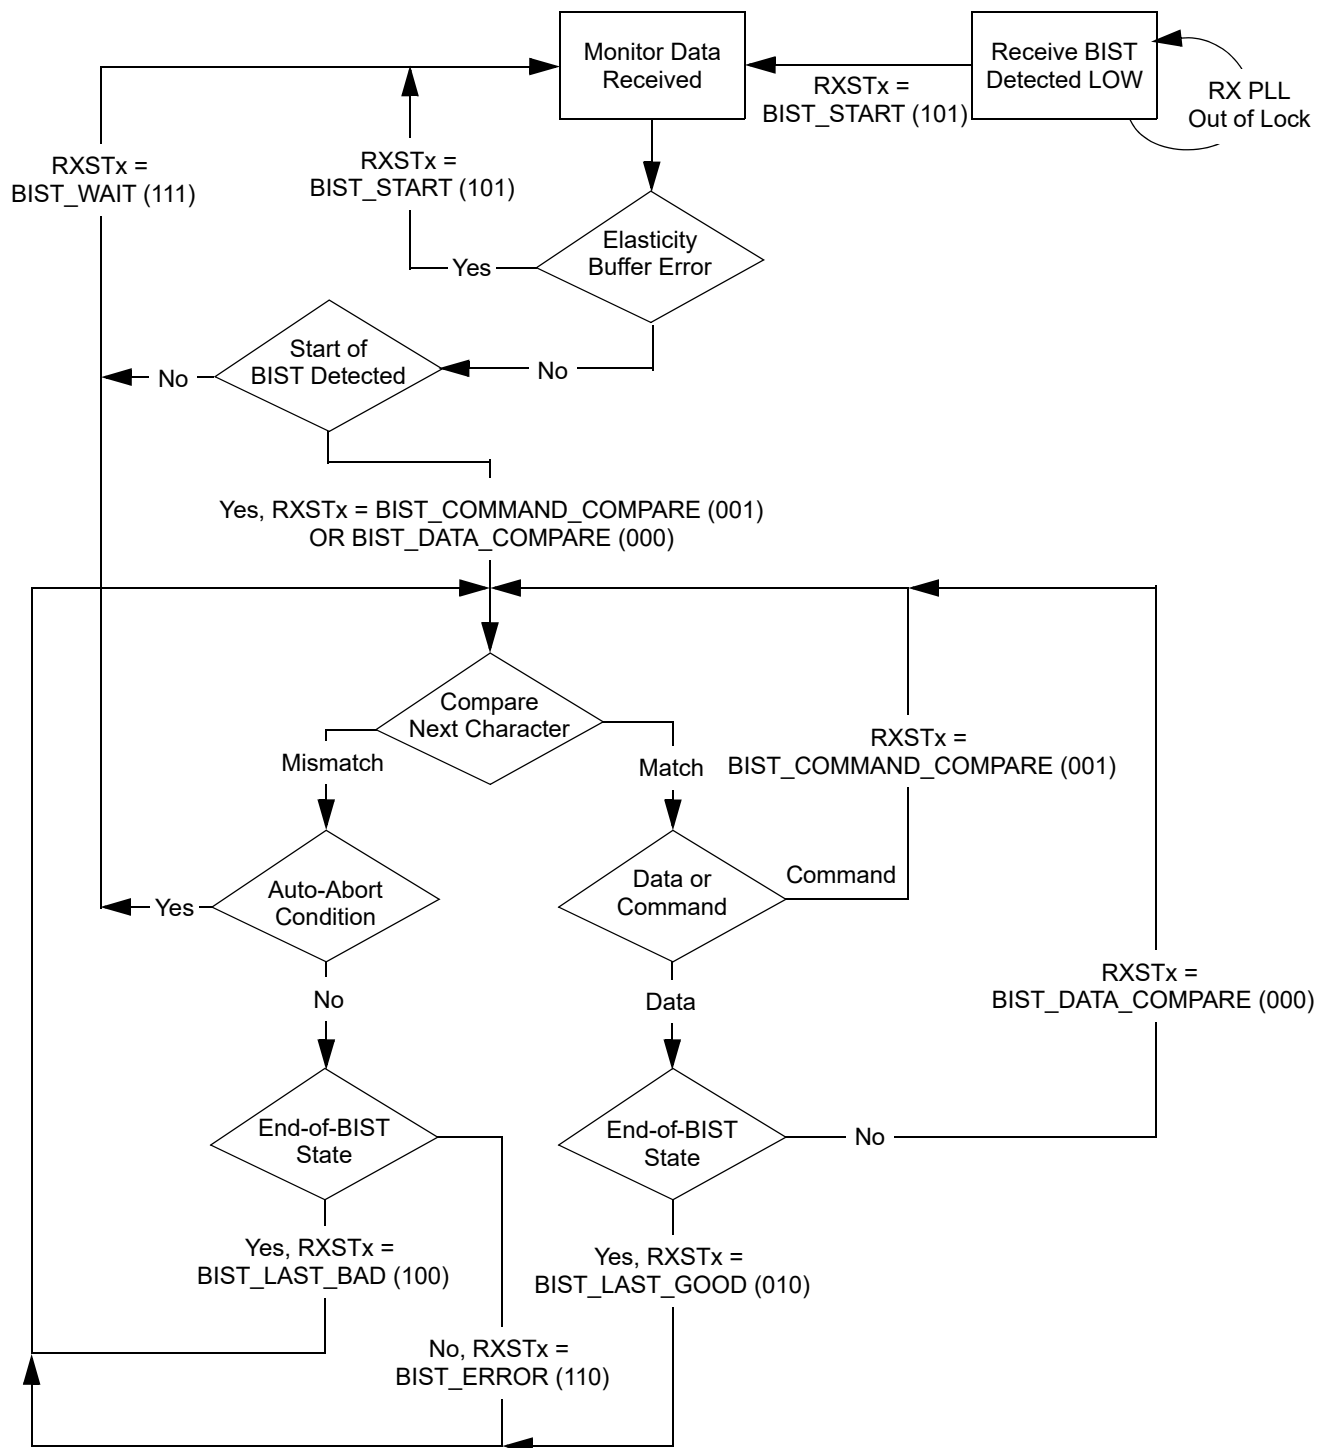 Monitor Data
Received
Receive BIST
Detected LOW
RXSTx =
BIST_START (101)
RX PLL
Out of Lock
RXSTx =
BIST_WAIT (111)
RXSTx =
BIST_START (101)
Elasticity
Buffer Error
Yes
Start of
BIST Detected
No
No
Yes, RXSTx = BIST_COMMAND_COMPARE (001)
OR BIST_DATA_COMPARE (000)
Compare
Next Character
Mismatch
Match
RXSTx =
BIST_COMMAND_COMPARE (001)
Auto-Abort
Condition
Yes
Data or
Command
Command
No
Data
RXSTx =
BIST_DATA_COMPARE (000)
End-of-BIST
State
End-of-BIST
State
No
Yes, RXSTx =
BIST_LAST_BAD (100)
Yes, RXSTx =
BIST_LAST_GOOD (010)
No, RXSTx =
BIST_ERROR (110)